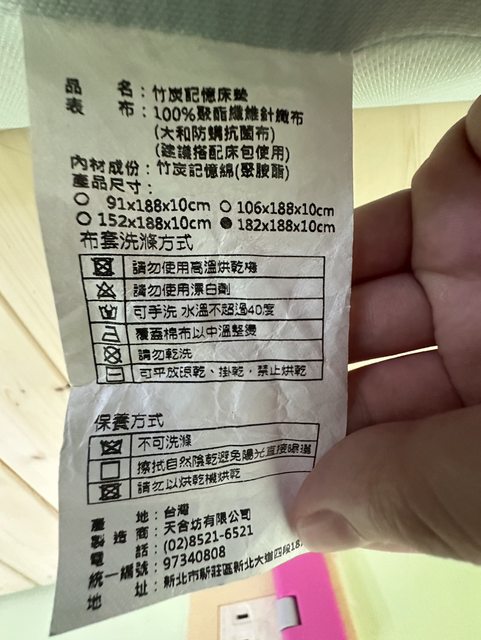 品 名：竹炭記憶床墊
表 布：100%聚酯纖維針織布
(大和防螨抗菌布)
(建議搭配床包使用)
內材成份：竹炭記憶綿(聚胺酯)
產品尺寸：
○ 91x188x10cm ○ 106x188x10cm
○ 152x188x10cm ● 182x188x10cm
布套洗滌方式
請勿使用高溫烘乾機
請勿使用漂白劑
可手洗 水溫不超過40度
覆蓋棉布以中溫整燙
請勿乾洗
可平放晾乾、掛乾，禁止烘乾
保養方式
不可洗滌
擦拭自然陰乾避免陽光直接曝曬
請勿以烘乾機烘乾
產 地：台灣
製 造 商：天合坊有限公司
電 話：(02)8521-6521
統一編號：97340808
地 址：新北市新莊區新北大道四段18